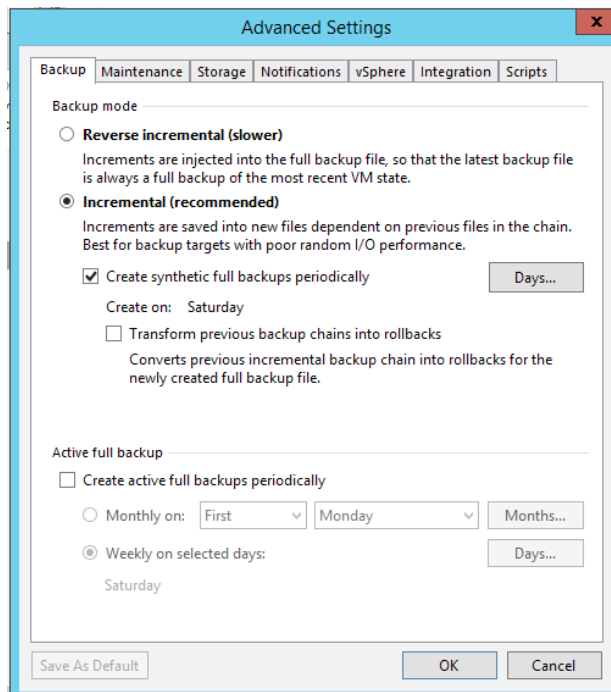 Advanced Settings
x
Backup Maintenance Storage Notifications vSphere Integration Scripts
Backup mode
Reverse incremental (slower)
Increments are injected into the full backup file, so that the latest backup file
is always a full backup of the most recent VM state.
Incremental (recommended)
Increments are saved into new files dependent on previous files in the chain.
Best for backup targets with poor random I/O performance.
Create synthetic full backups periodically Days...
Create on: Saturday
Transform previous backup chains into rollbacks
Converts previous incremental backup chain into rollbacks for the
newly created full backup file.
Active full backup
Create active full backups periodically
Monthly on: First Monday Months...
Weekly on selected days: Days...
Saturday
Save As Default OK Cancel